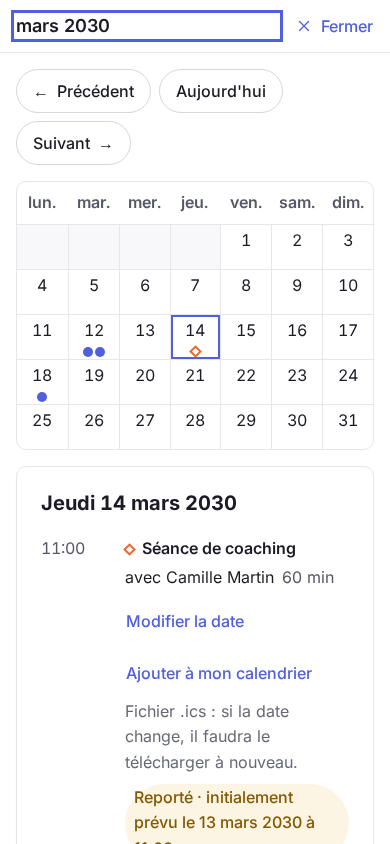 mars 2030
Fermer
← Précédent
Aujourd'hui
Suivant →
lun. mar. mer. jeu. ven. sam. dim.
1 2 3
4 5 6 7 8 9 10
11 12 13 14 15 16 17
18 19 20 21 22 23 24
25 26 27 28 29 30 31
Jeudi 14 mars 2030
11:00 Séance de coaching
avec Camille Martin 60 min
Modifier la date
Ajouter à mon calendrier
Fichier .ics : si la date
change, il faudra le
télécharger à nouveau.
Reporté · initialement
prévu le 13 mars 2030 à